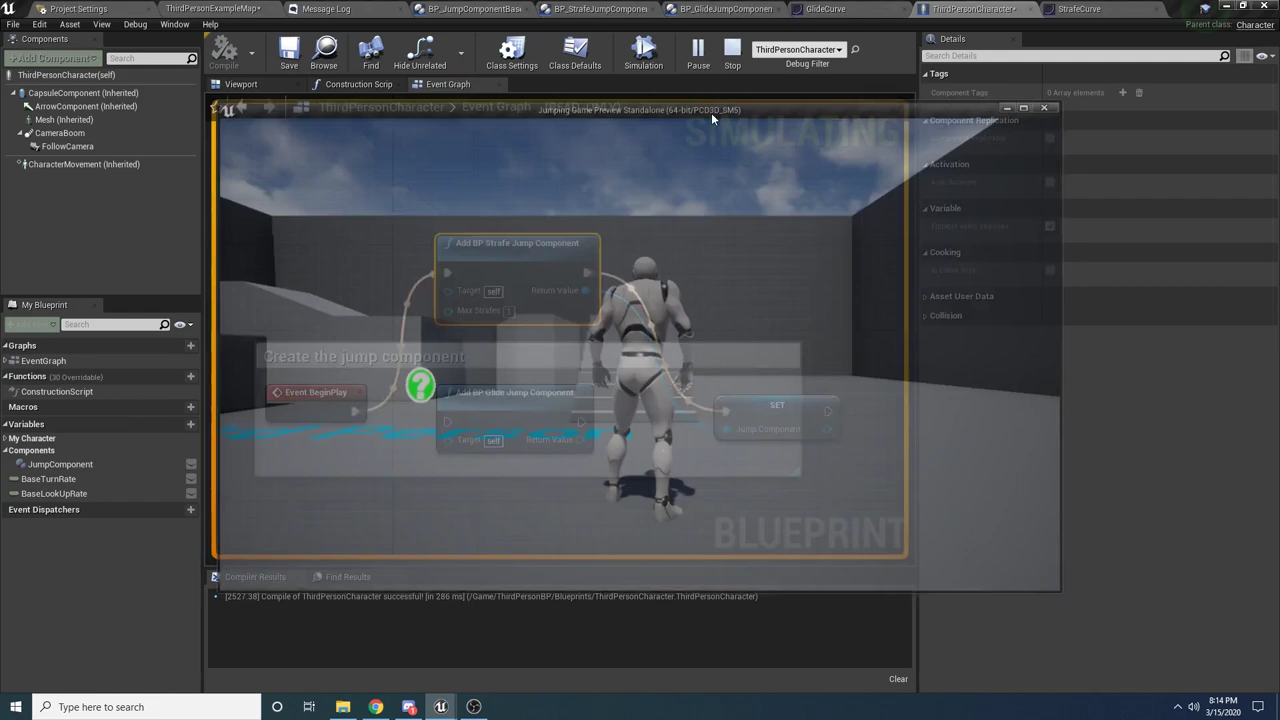 Project Settings
ThirdPersonExampleMap*
Message Log
BP_JumpComponentBas
BP_StrafeJumpComponen
BP_GlideJumpComponen
GlideCurve
ThirdPersonCharacter*
StrafeCurve
File Edit Asset View Debug Window Help
Parent class: Character
Components
+Add Component
Search
ThirdPersonCharacter(self)
CapsuleComponent (Inherited)
ArrowComponent (Inherited)
Mesh (Inherited)
CameraBoom
FollowCamera
CharacterMovement (Inherited)
Compile
Save
Browse
Find
Hide Unrelated
Class Settings
Class Defaults
Simulation
Pause
Stop
ThirdPersonCharacter
Debug Filter
Viewport
Construction Scrip
Event Graph
ThirdPersonCharacter > Event Graph
Jumping Game Preview Standalone (64-bit/PCD3D_SM5)
SIMULATING
Add BP Strafe Jump Component
Target self
Return Value
Max Strafes 1
Create the jump component
Event BeginPlay
Add BP Glide Jump Component
Target self
Return Value
SET
Jump Component
BLUEPRINT
My Blueprint
Search
Graphs
EventGraph
Functions (30 Overridable)
ConstructionScript
Macros
Variables
My Character
Components
JumpComponent
BaseTurnRate
BaseLookUpRate
Event Dispatchers
Compiler Results
Find Results
[2527.38] Compile of ThirdPersonCharacter successful! [in 286 ms] (/Game/ThirdPersonBP/Blueprints/ThirdPersonCharacter.ThirdPersonCharacter)
Clear
Details
Search Details
Tags
Component Tags
0 Array elements
Component Replication
Activation
Variable
Cooking
Asset User Data
Collision
Type here to search
8:14 PM
3/15/2020